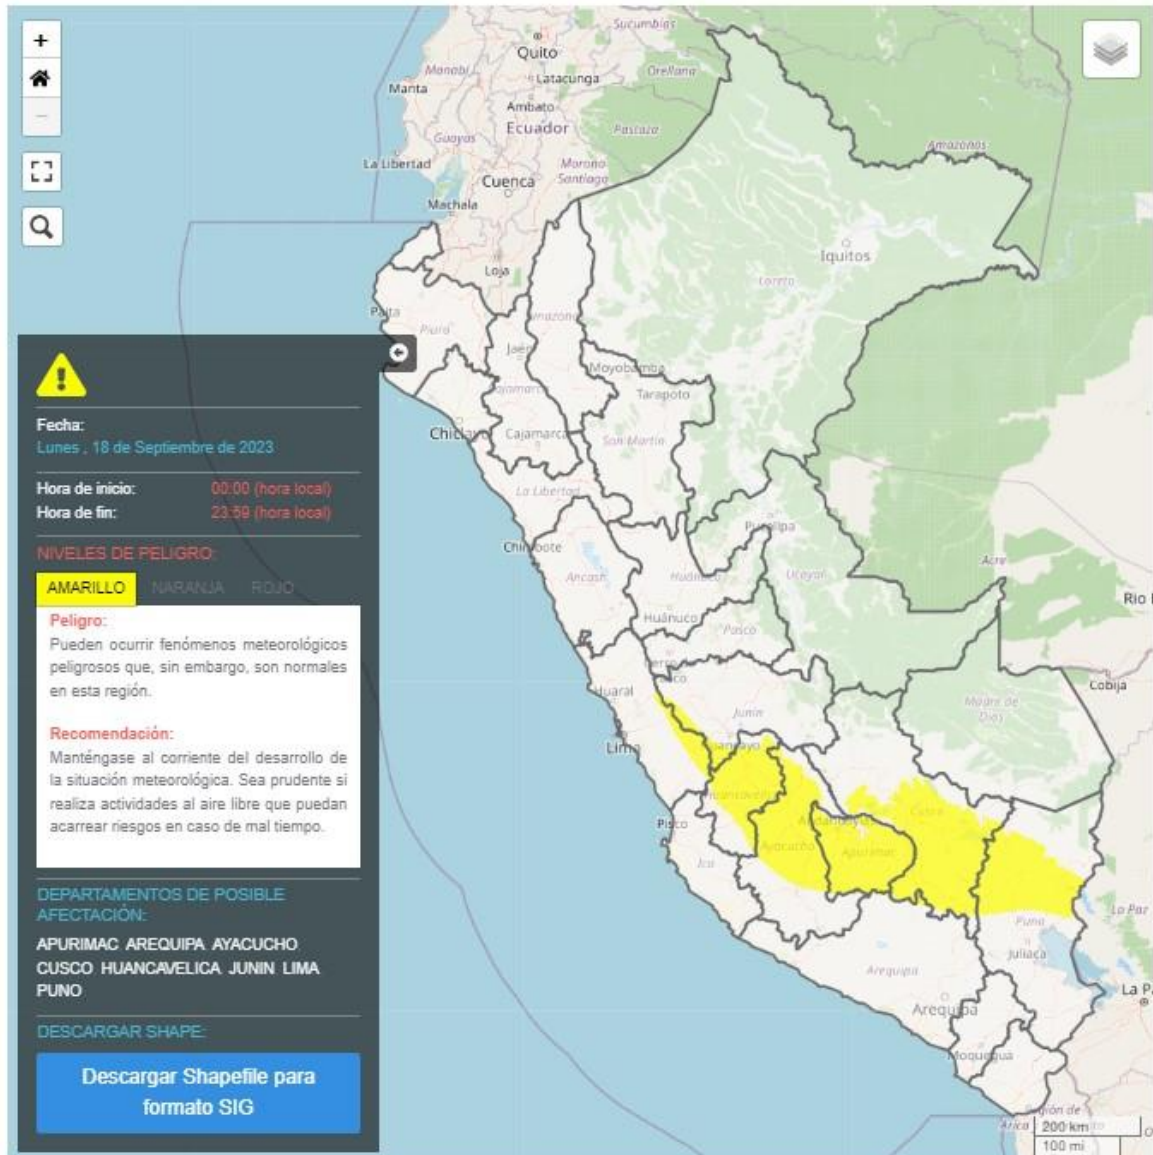 +
−
Fecha:
Lunes , 18 de Septiembre de 2023
Hora de inicio: 00:00 (hora local)
Hora de fin: 23:59 (hora local)
NIVELES DE PELIGRO:
AMARILLO NARANJA ROJO
Peligro:
Pueden ocurrir fenómenos meteorológicos
peligrosos que, sin embargo, son normales
en esta región.
Recomendación:
Manténgase al corriente del desarrollo de
la situación meteorológica. Sea prudente si
realiza actividades al aire libre que puedan
acarrear riesgos en caso de mal tiempo.
DEPARTAMENTOS DE POSIBLE
AFECTACIÓN:
APURIMAC AREQUIPA AYACUCHO
CUSCO HUANCAVELICA JUNIN LIMA
PUNO
DESCARGAR SHAPE:
Descargar Shapefile para
formato SIG
Sucumbíos
Quito
Manabí
Orellana
Latacunga
Manta
Ambato
Ecuador
Pastaza
Guayas
Amazonas
La Libertad
Morona
Santiago
Cuenca
Machala
Iquitos
Loja
Loreto
Paita
Piura
Jaén
Moyobamba
Tarapoto
Cajamarca
San Martín
La Libertad
Pucallpa
Ancash
Huánuco
Ucayali
Acre
Huánuco
Pasco
Cobija
Huaral
Madre de
Dios
Junín
Lima
Pisco
Cusco
Ayacucho
Apurímac
Ica
La Paz
Puno
Juliaca
Arequipa
Arequipa
Moquegua
Región de
200 km
100 mi